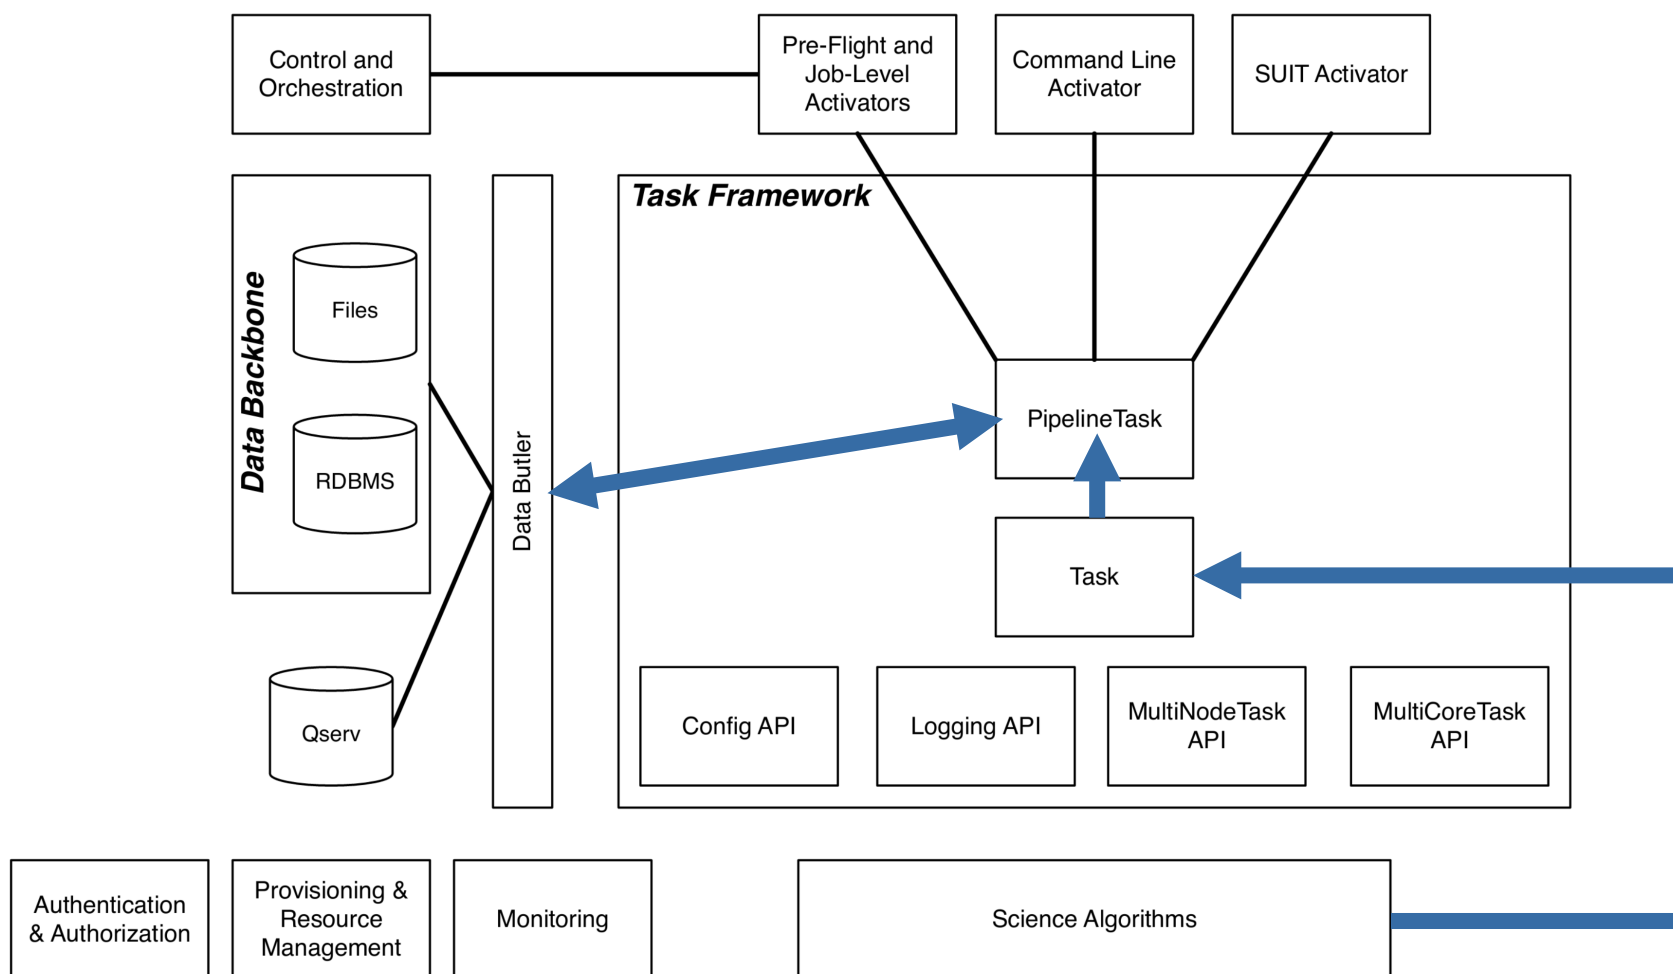 Control and
Orchestration
Pre-Flight and
Job-Level
Activators
Command Line
Activator
SUIT Activator
Task Framework
Data Backbone
Files
RDBMS
Data Butler
PipelineTask
Task
Qserv
Config API
Logging API
MultiNodeTask
API
MultiCoreTask
API
Authentication
& Authorization
Provisioning &
Resource
Management
Monitoring
Science Algorithms